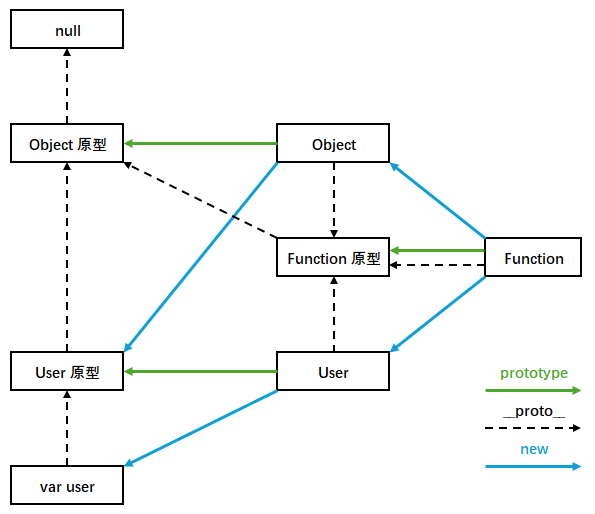 null
Object 原型
Object
Function 原型
Function
User 原型
User
prototype
__proto__
new
var user